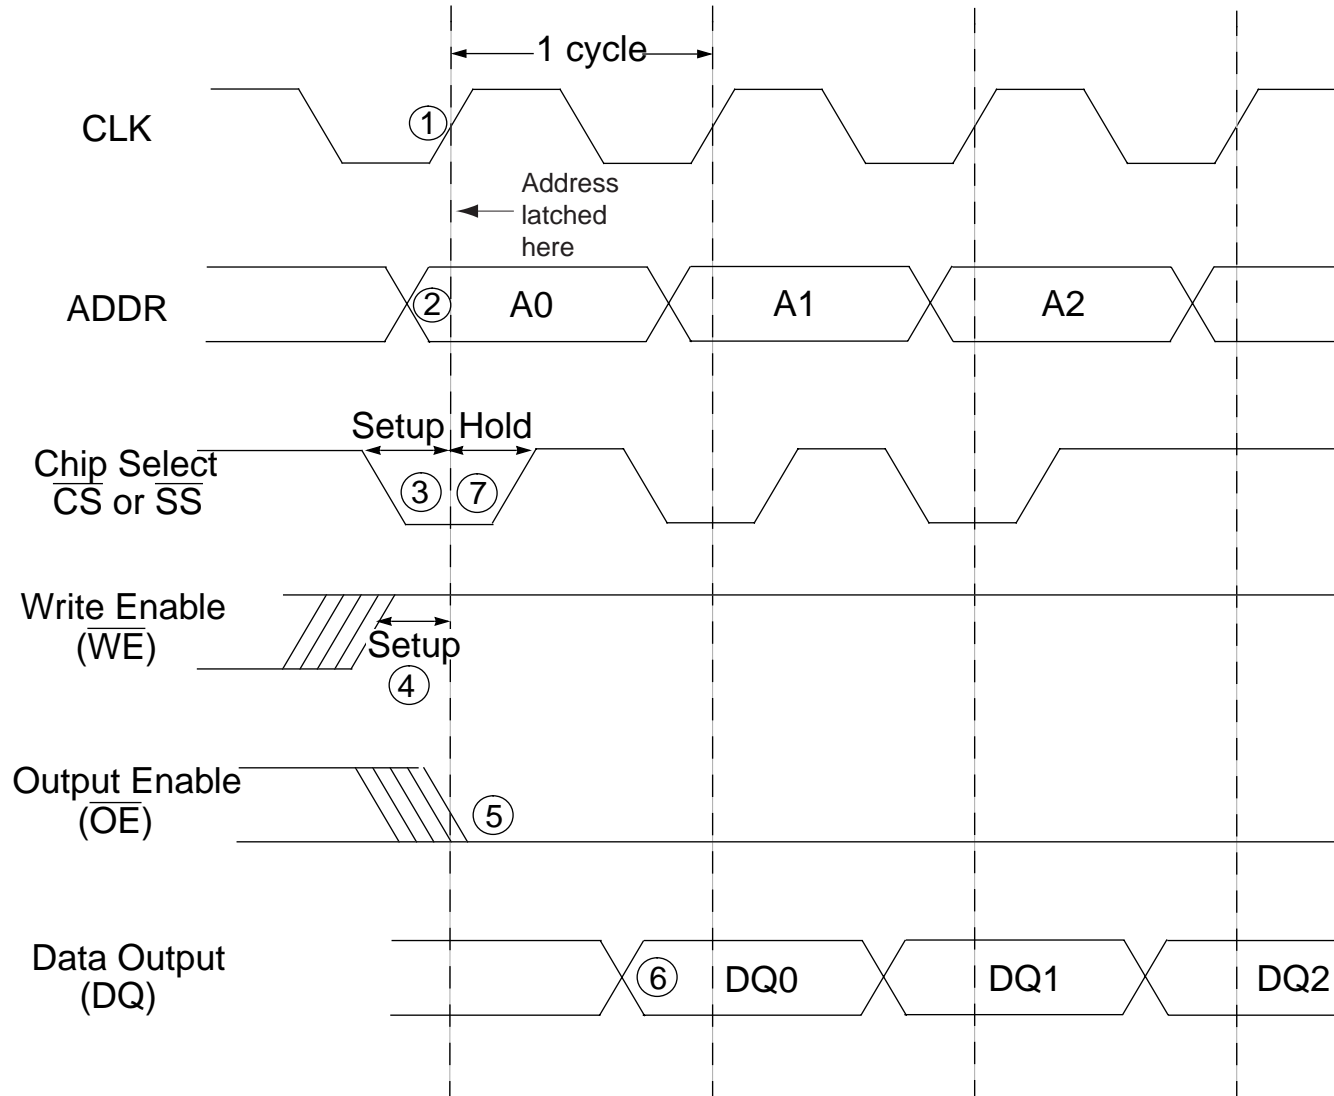 1 cycle
CLK
1
Address
latched
here
ADDR
2
A0
A1
A2
Setup
Hold
Chip Select
CS or SS
3
7
Write Enable
(WE)
Setup
4
Output Enable
(OE)
5
Data Output
(DQ)
6
DQ0
DQ1
DQ2